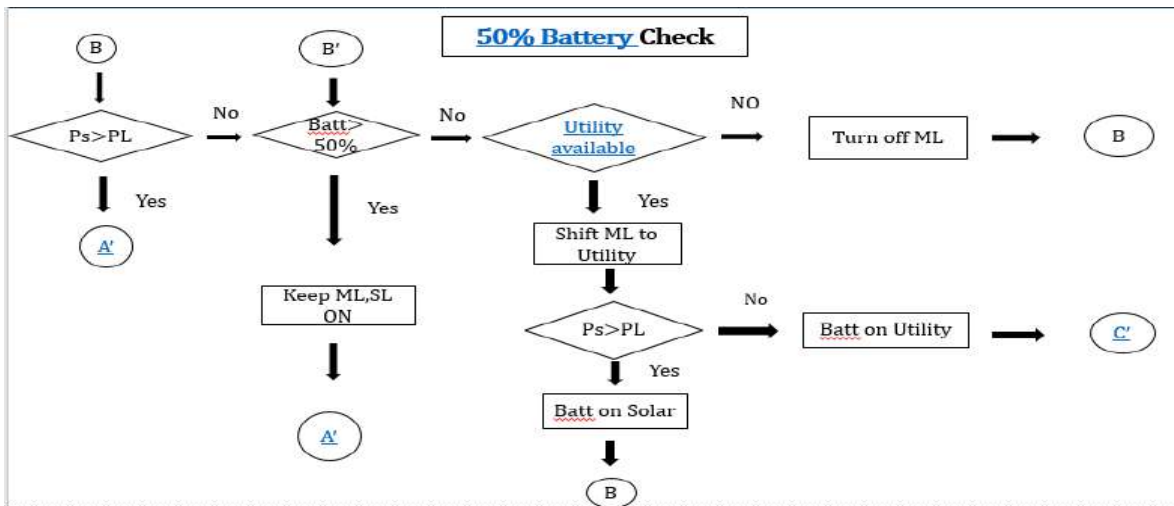 50% Battery Check
B
B'
Ps>PL
No
Batt>
50%
No
Utility
available
NO
Turn off ML
B
Yes
A'
Yes
Yes
Keep ML,SL
ON
A'
Shift ML to
Utility
Ps>PL
No
Batt on Utility
C'
Yes
Batt on Solar
B